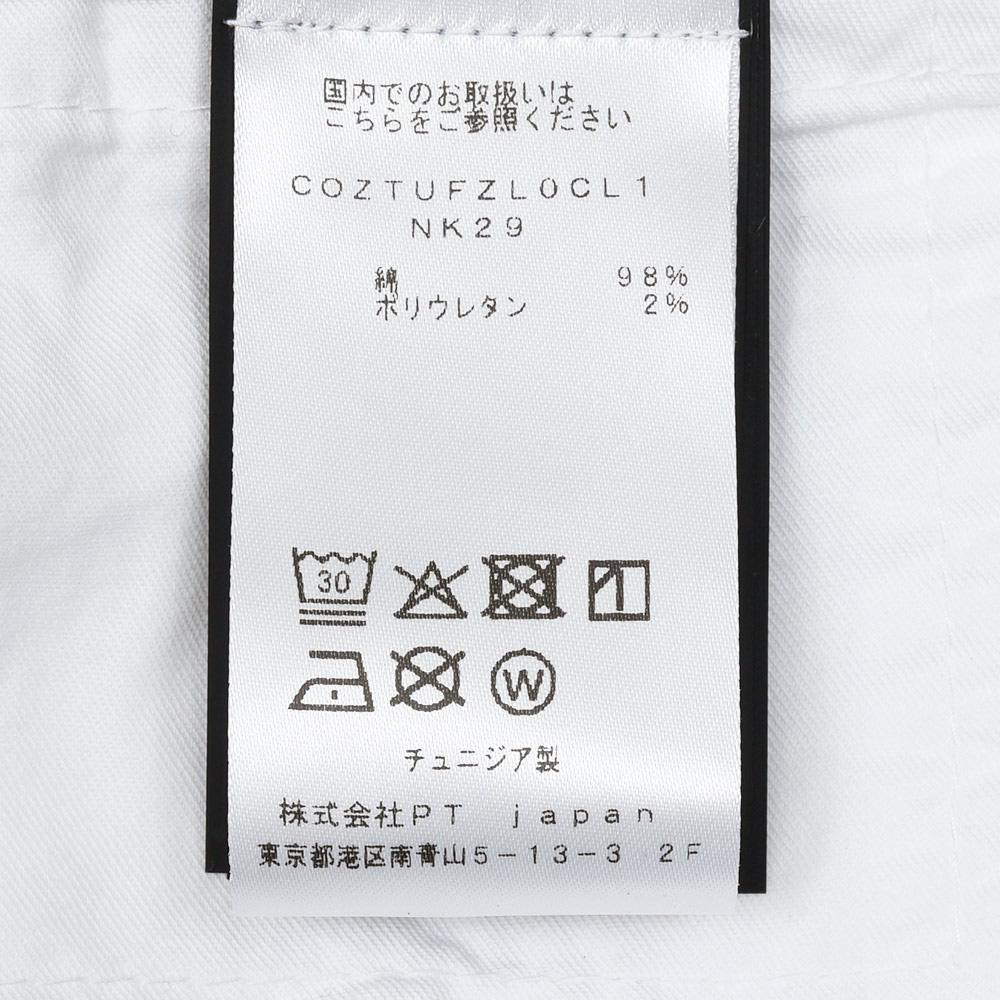 国内でのお取扱いは
こちらをご参照ください
COZTUFZL0CL1
NK29
綿 98%
ポリウレタン 2%
30
W
チュニジア製
株式会社PT japan
東京都港区南青山5-13-3 2F